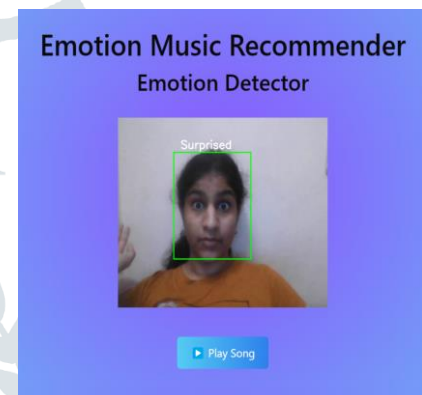 Emotion Music Recommender
Emotion Detector
Surprised
Play Song